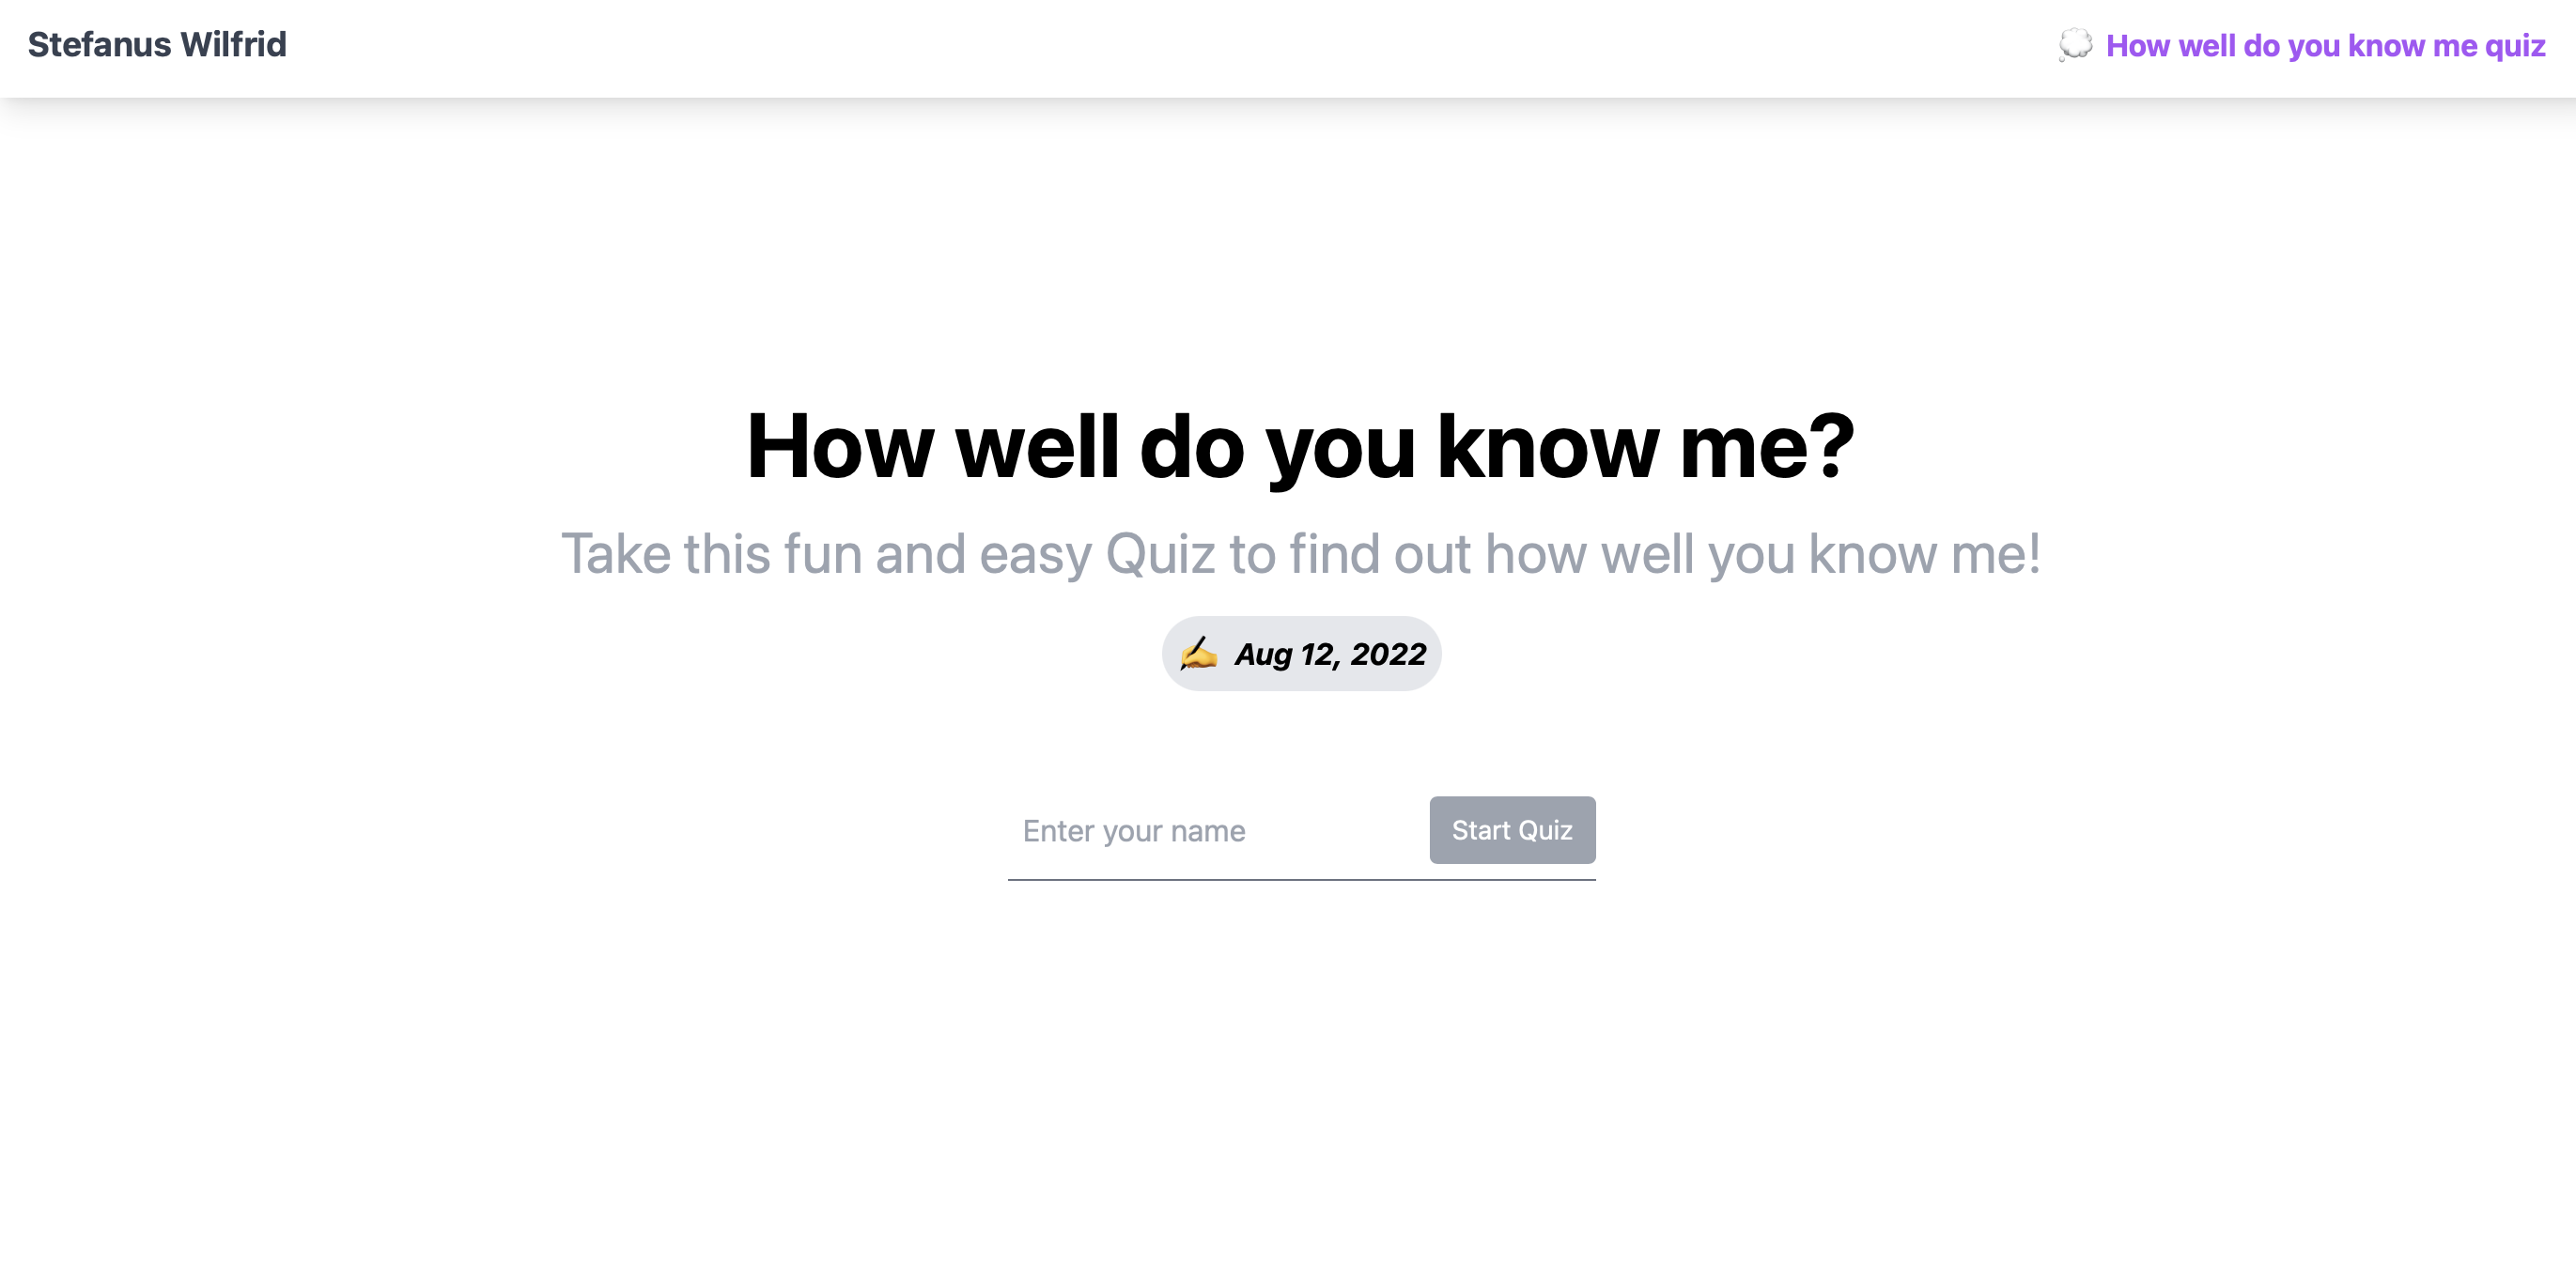 Stefanus Wilfrid
💭 How well do you know me quiz
How well do you know me?
Take this fun and easy Quiz to find out how well you know me!
✍️ Aug 12, 2022
Enter your name
Start Quiz